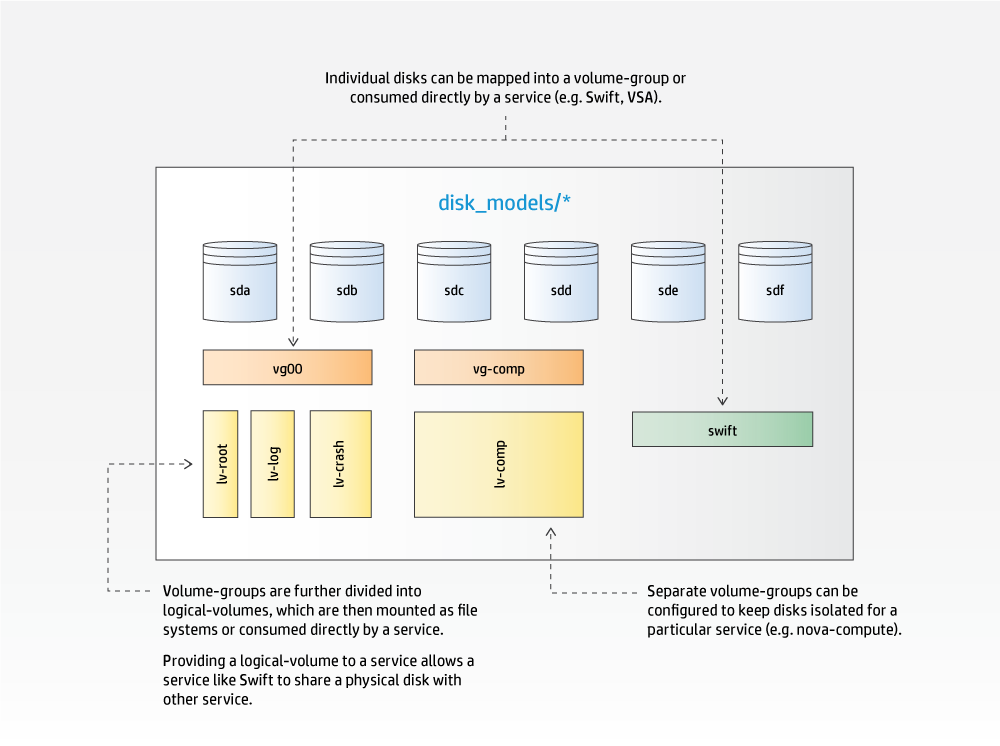 Individual disks can be mapped into a volume-group or
consumed directly by a service (e.g. Swift, VSA).
disk_models/*
sda
sdb
sdc
sdd
sde
sdf
vg00
vg-comp
lv-root
lv-log
lv-crash
lv-comp
swift
Volume-groups are further divided into
logical-volumes, which are then mounted as file
systems or consumed directly by a service.
Providing a logical-volume to a service allows a
service like Swift to share a physical disk with
other service.
Separate volume-groups can be
configured to keep disks isolated for a
particular service (e.g. nova-compute).